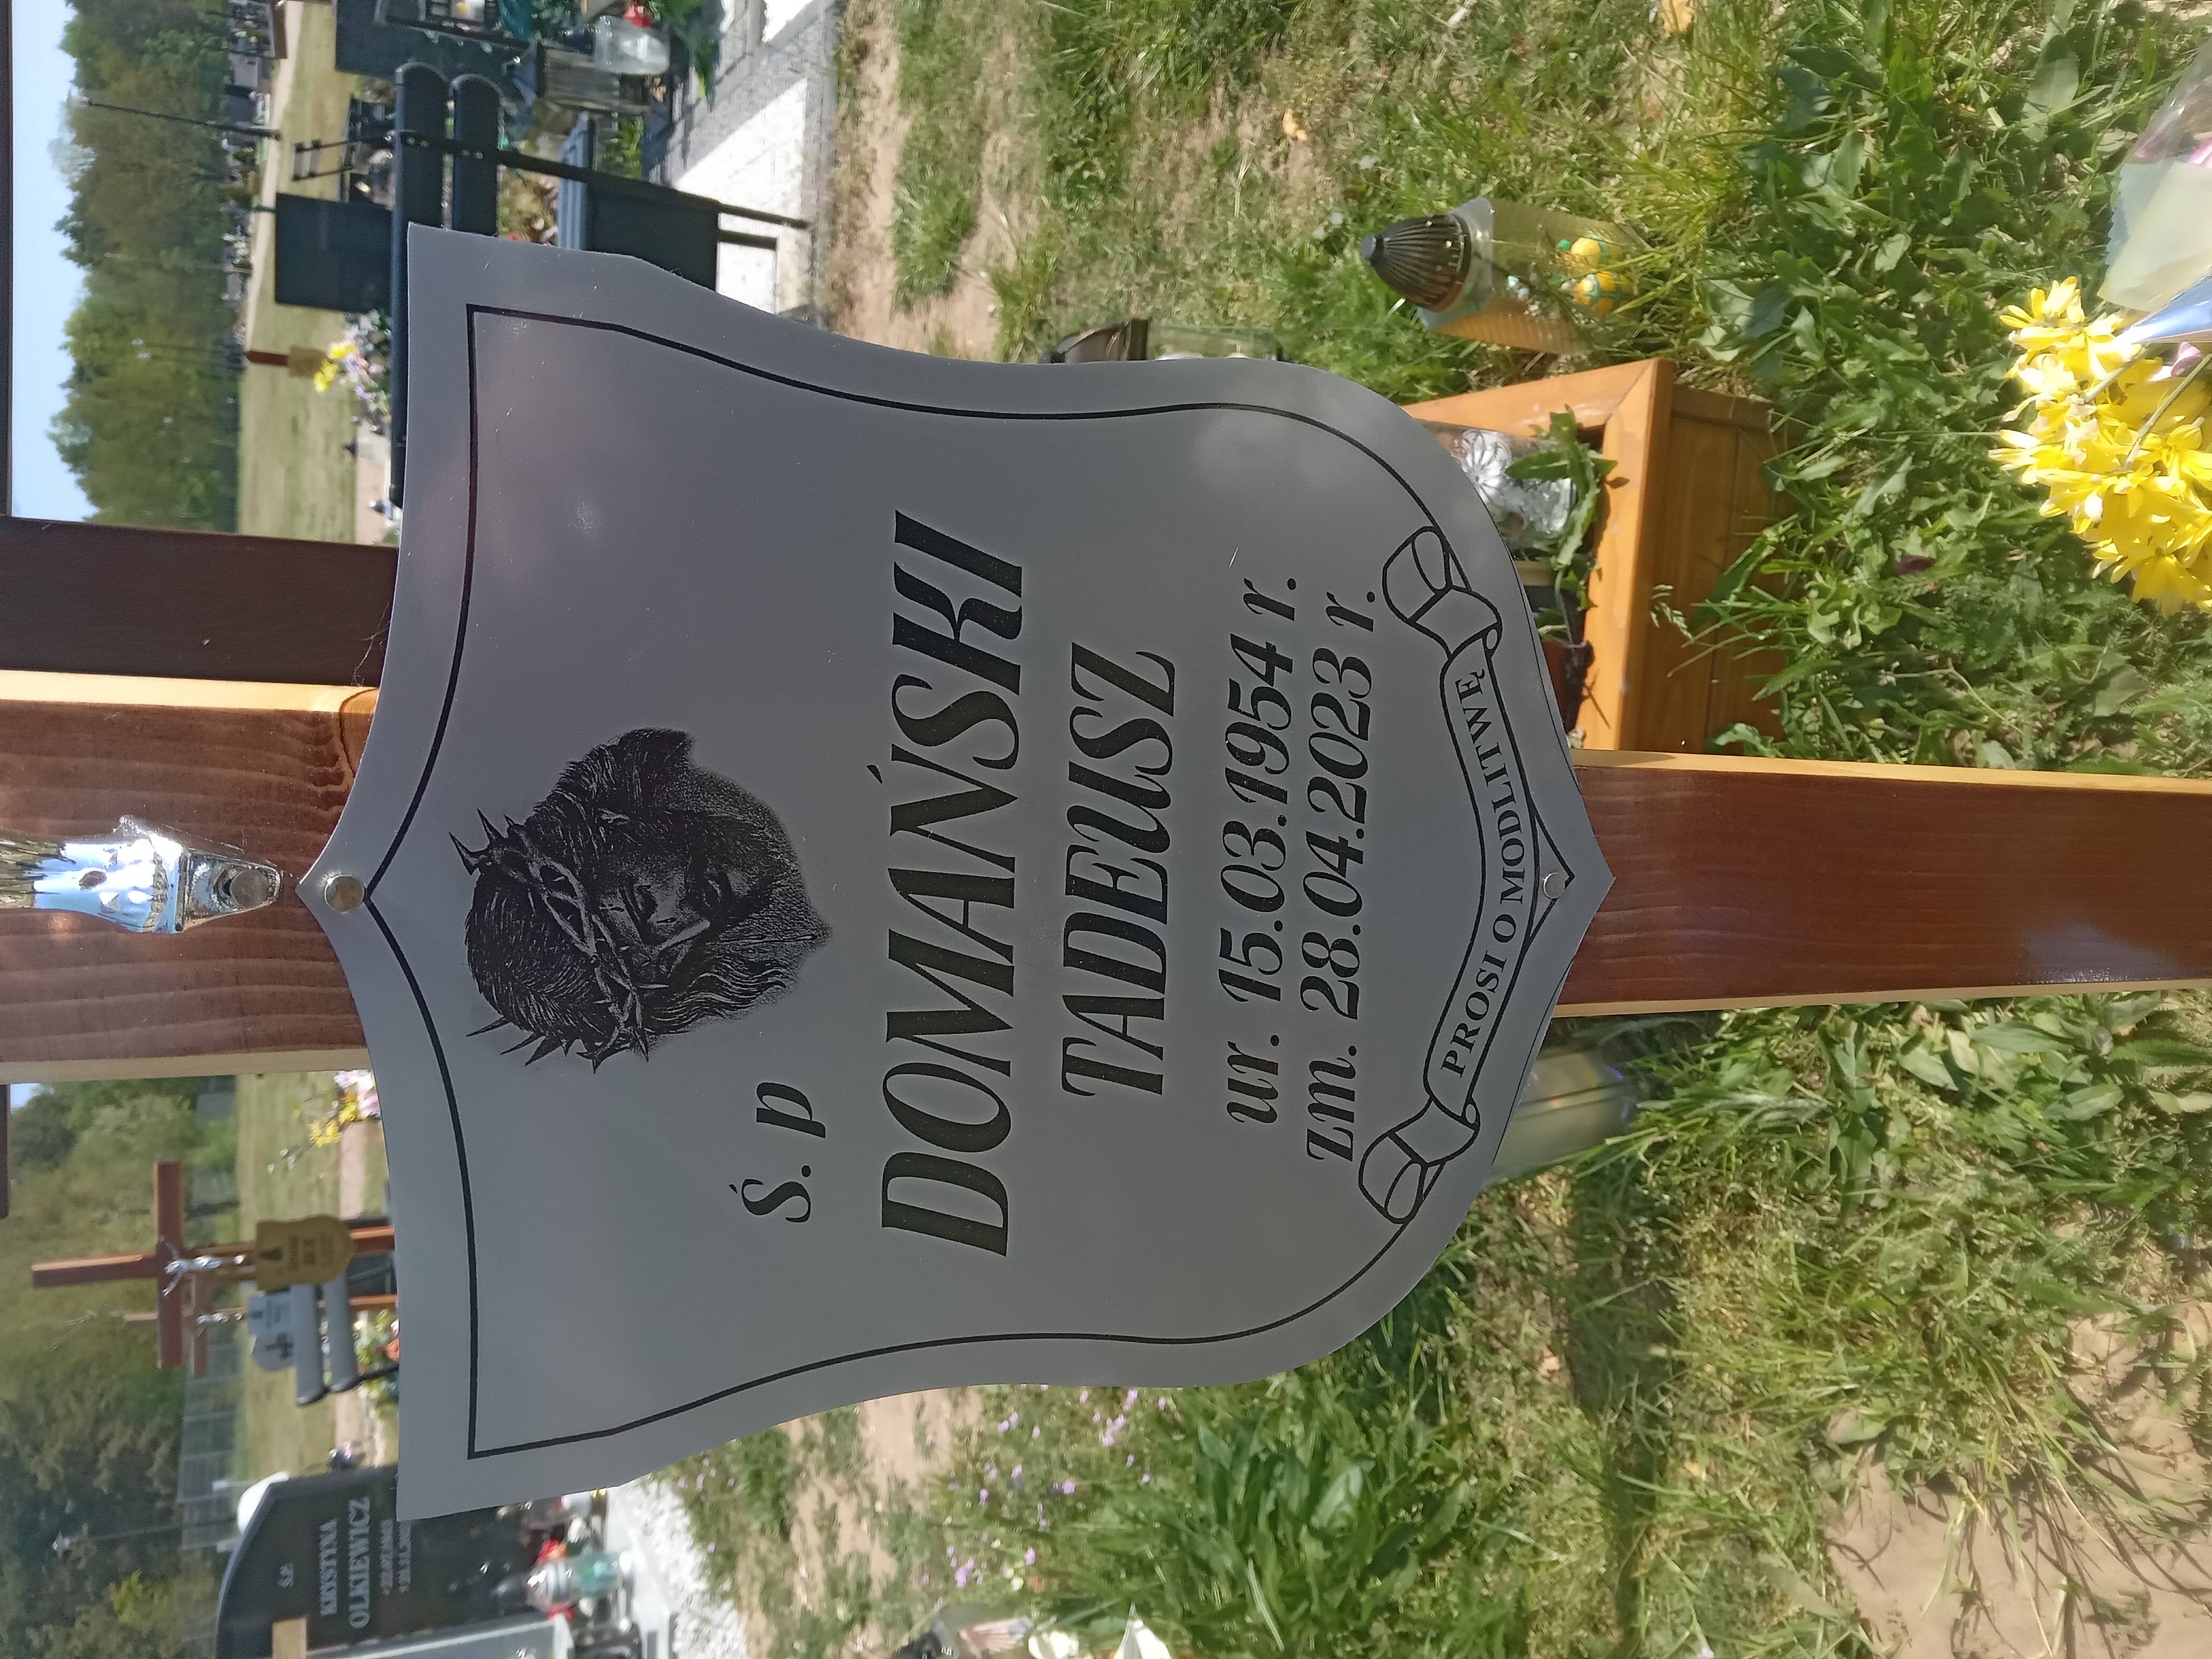 Ś. p
DOMAŃSKI
TADEUSZ
ur. 15.03.1954 r.
zm. 28.04.2023 r.
PROSI O MODLITWĘ
Ś.P.
KRYSTYNA
OLKIEWICZ